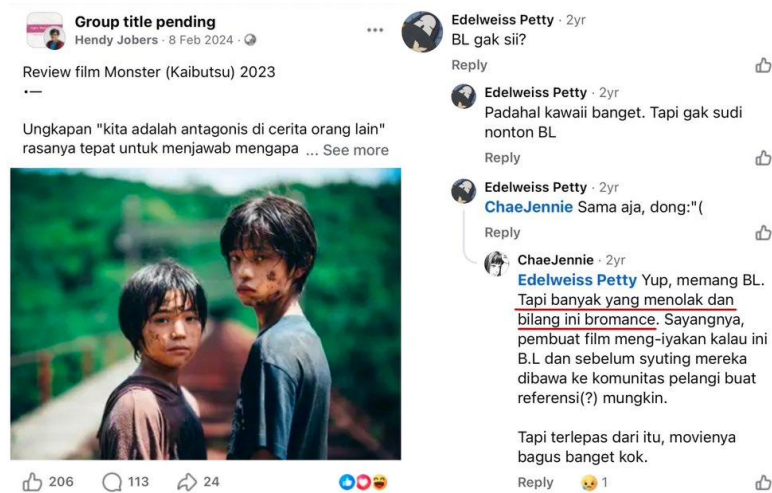 Group title pending
Hendy Jobers · 8 Feb 2024 ·
Review film Monster (Kaibutsu) 2023
•—
Ungkapan "kita adalah antagonis di cerita orang lain"
rasanya tepat untuk menjawab mengapa ... See more
206
113
24
Edelweiss Petty · 2yr
BL gak sii?
Reply
Edelweiss Petty · 2yr
Padahal kawaii banget. Tapi gak sudi
nonton BL
Reply
Edelweiss Petty · 2yr
ChaeJennie Sama aja, dong:"(
Reply
ChaeJennie · 2yr
Edelweiss Petty Yup, memang BL.
Tapi banyak yang menolak dan
bilang ini bromance. Sayangnya,
pembuat film meng-iyakan kalau ini
B.L dan sebelum syuting mereka
dibawa ke komunitas pelangi buat
referensi(?) mungkin.
Tapi terlepas dari itu, movienya
bagus banget kok.
Reply
1